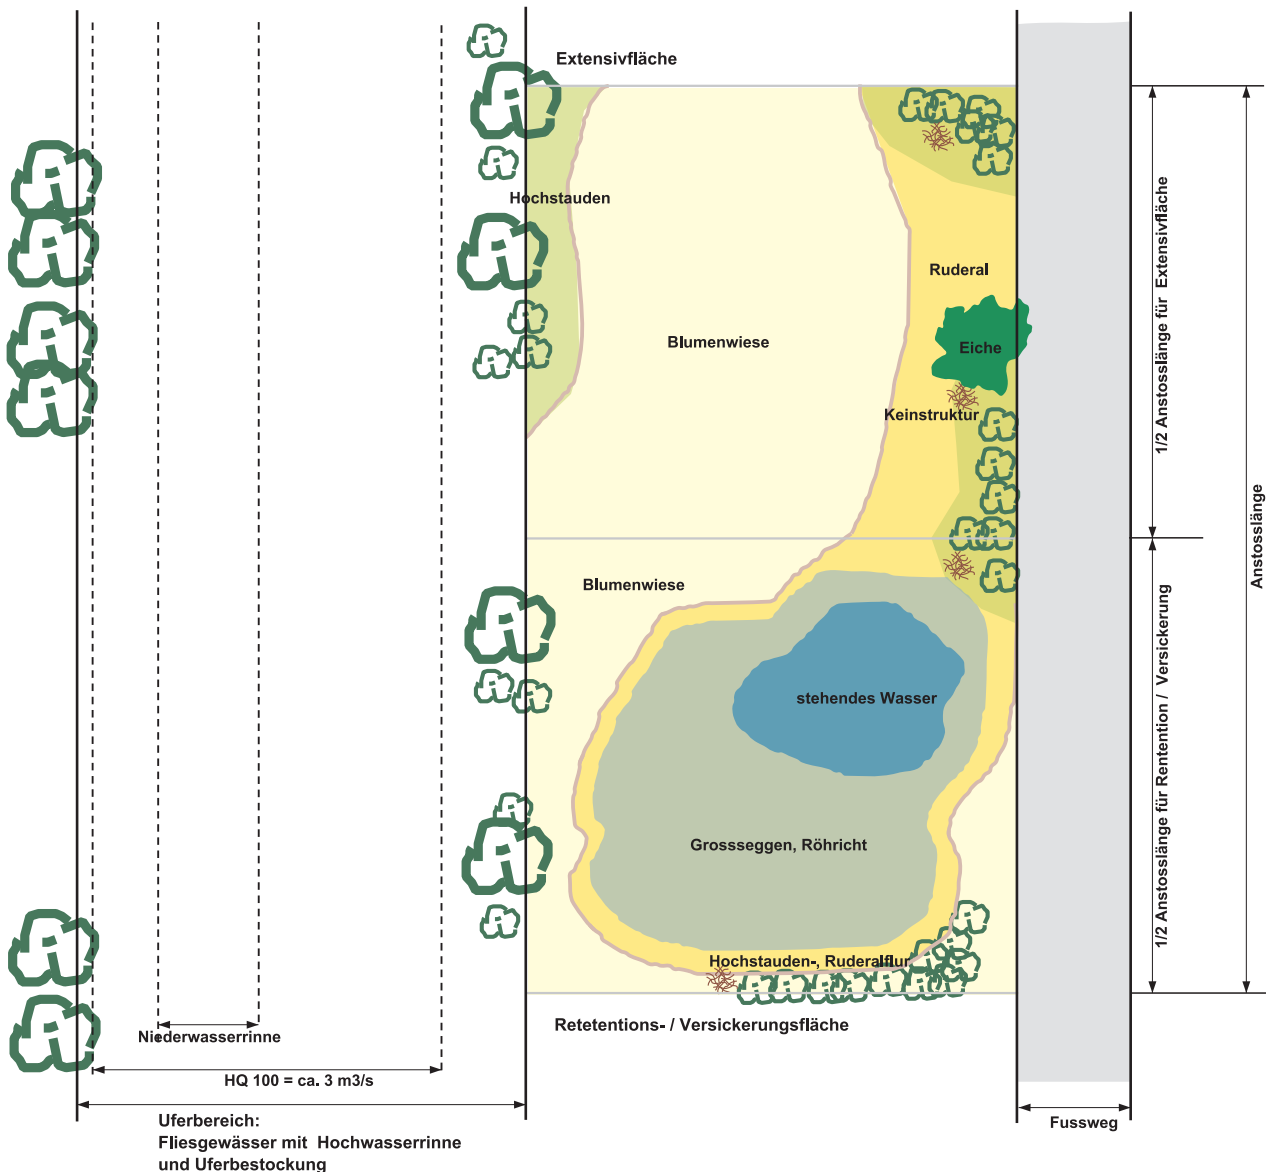 Extensivfläche
Hochstauden
Ruderal
Blumenwiese
Eiche
Keinstruktur
1/2 Anstosslänge für Extensivfläche
Anstosslänge
Blumenwiese
stehendes Wasser
1/2 Anstosslänge für Rentention / Versickerung
Grossseggen, Röhricht
Hochstauden-, Ruderalflur
Retetentions- / Versickerungsfläche
Niederwasserrinne
HQ 100 = ca. 3 m3/s
Uferbereich:
Fliesgewässer mit Hochwasserrinne
und Uferbestockung
Fussweg